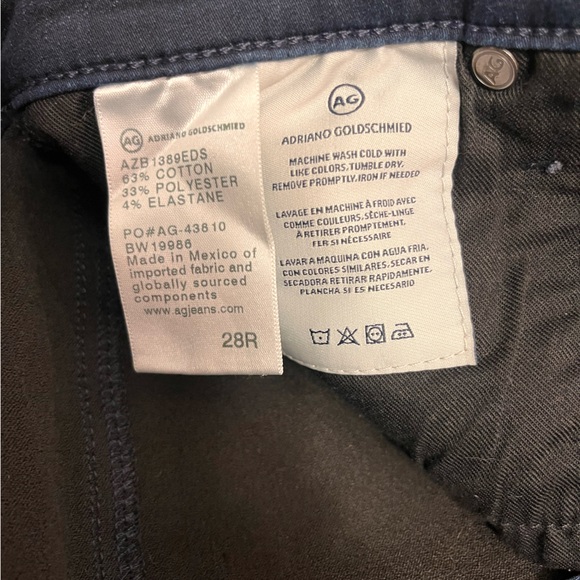 AG ADRIANO GOLDSCHMIED
AZB1389EDS
63% COTTON
33% POLYESTER
4% ELASTANE
PO#AG-43810
BW19986
Made in Mexico of
imported fabric and
globally sourced
components
www.agjeans.com
28R
AG
ADRIANO GOLDSCHMIED
MACHINE WASH COLD WITH
LIKE COLORS, TUMBLE DRY,
REMOVE PROMPTLY, IRON IF NEEDED
LAVAGE EN MACHINE À FROID AVEC
COMME COULEURS, SÈCHE-LINGE
À RETIRER PROMPTEMENT,
FER SI NÉCESSAIRE
LAVAR A MAQUINA CON AGUA FRIA,
CON COLORES SIMILARES, SECAR EN
SECADORA RETIRAR RAPIDAMENTE,
PLANCHA SI ES NECESARIO
AG